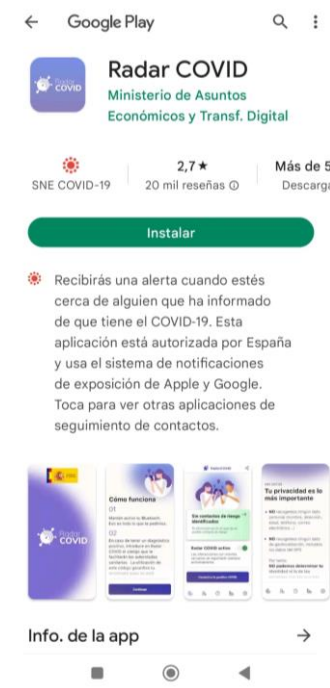 Google Play
Radar COVID
Radar
COVID
Ministerio de Asuntos
Económicos y Transf. Digital
2,7★
Más de 5
SNE COVID-19
20 mil reseñas
Descarga
Instalar
Recibirás una alerta cuando estés
cerca de alguien que ha informado
de que tiene el COVID-19. Esta
aplicación está autorizada por España
y usa el sistema de notificaciones
de exposición de Apple y Google.
Toca para ver otras aplicaciones de
seguimiento de contactos.
Radar
COVID
Cómo funciona
01
02
Tu privacidad es lo
más importante
Info. de la app